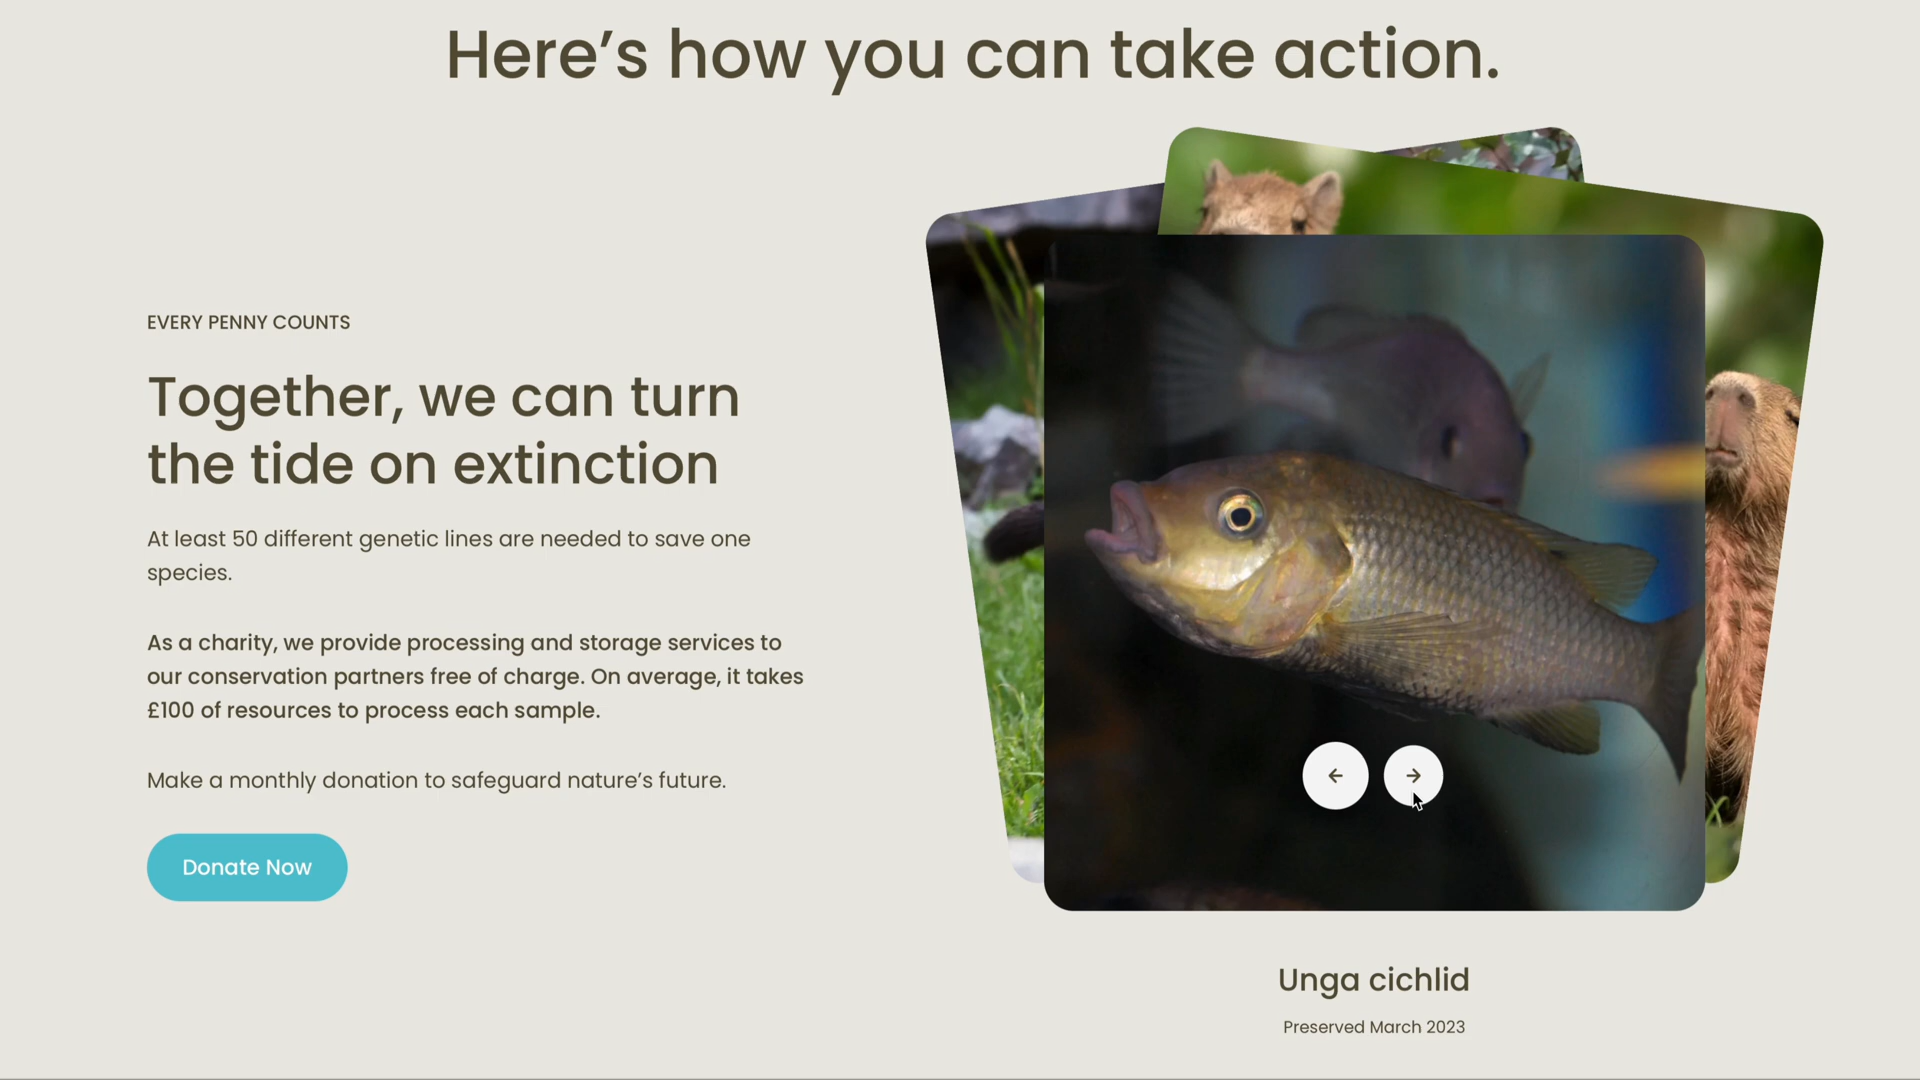 Here’s how you can take action.
EVERY PENNY COUNTS
Together, we can turn
the tide on extinction
At least 50 different genetic lines are needed to save one
species.
As a charity, we provide processing and storage services to
our conservation partners free of charge. On average, it takes
£100 of resources to process each sample.
Make a monthly donation to safeguard nature’s future.
Donate Now
Unga cichlid
Preserved March 2023